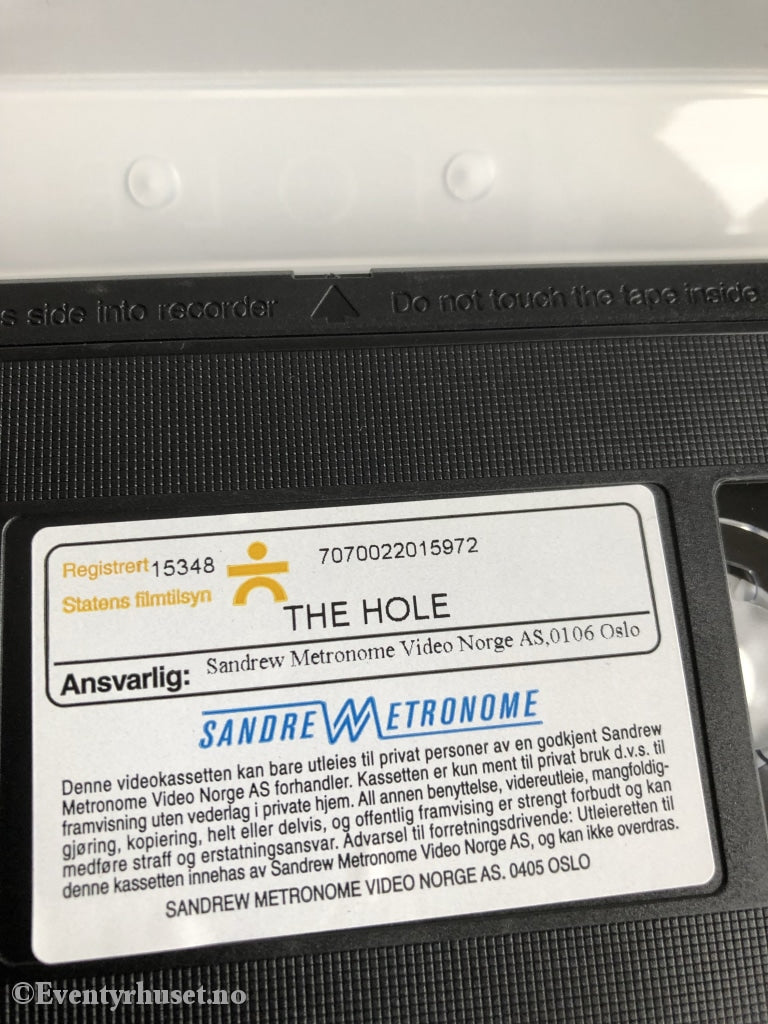 s side into recorder
Do not touch the tape inside
Registrert 15348
7070022015972
Statens filmtilsyn
THE HOLE
Ansvarlig: Sandrew Metronome Video Norge AS,0106 Oslo
SANDREW METRONOME
Denne videokassetten kan bare utleies til privat personer av en godkjent Sandrew
Metronome Video Norge AS forhandler. Kassetten er kun ment til privat bruk d.v.s. til
framvisning uten vederlag i private hjem. All annen benyttelse, videreutleie, mangfoldig-
gjøring, kopiering, helt eller delvis, og offentlig framvising er strengt forbudt og kan
medføre straff og erstatningsansvar. Advarsel til forretningsdrivende: Utleieretten til
denne kassetten innehas av Sandrew Metronome Video Norge AS, og kan ikke overdras.
SANDREW METRONOME VIDEO NORGE AS. 0405 OSLO
©Eventyrhuset.no